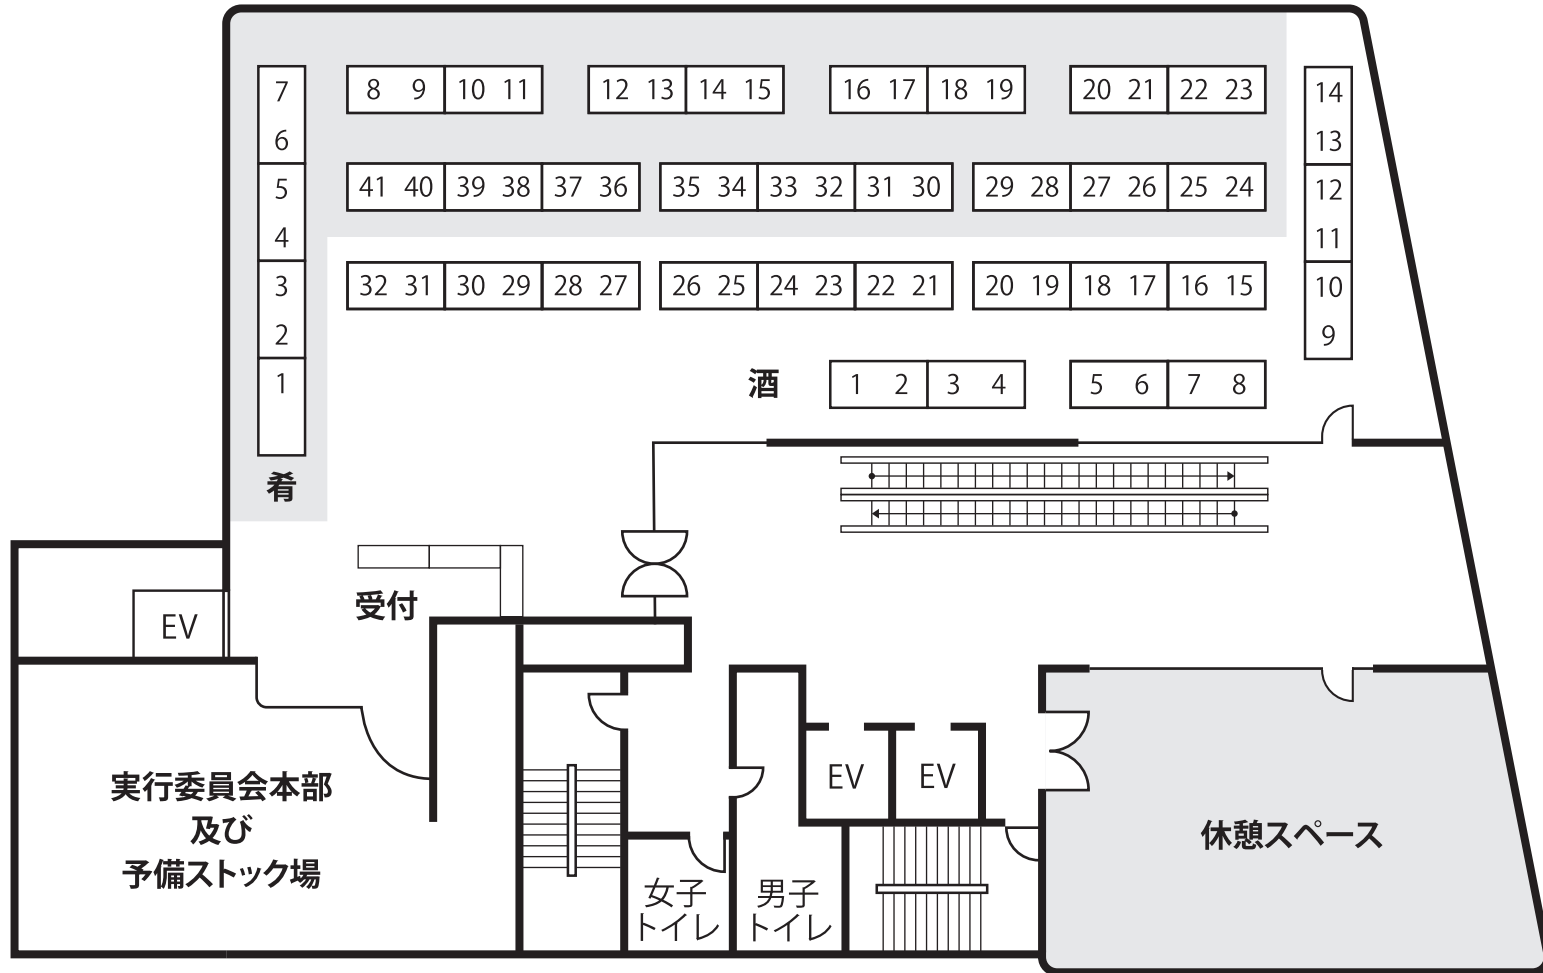 7
6
5
4
3
2
1
肴
8 9 10 11 12 13 14 15 16 17 18 19 20 21 22 23
41 40 39 38 37 36 35 34 33 32 31 30 29 28 27 26 25 24
32 31 30 29 28 27 26 25 24 23 22 21 20 19 18 17 16 15
酒 1 2 3 4 5 6 7 8
14
13
12
11
10
9
受付
EV
実行委員会本部
及び
予備ストック場
女子
トイレ
男子
トイレ
EV EV
休憩スペース